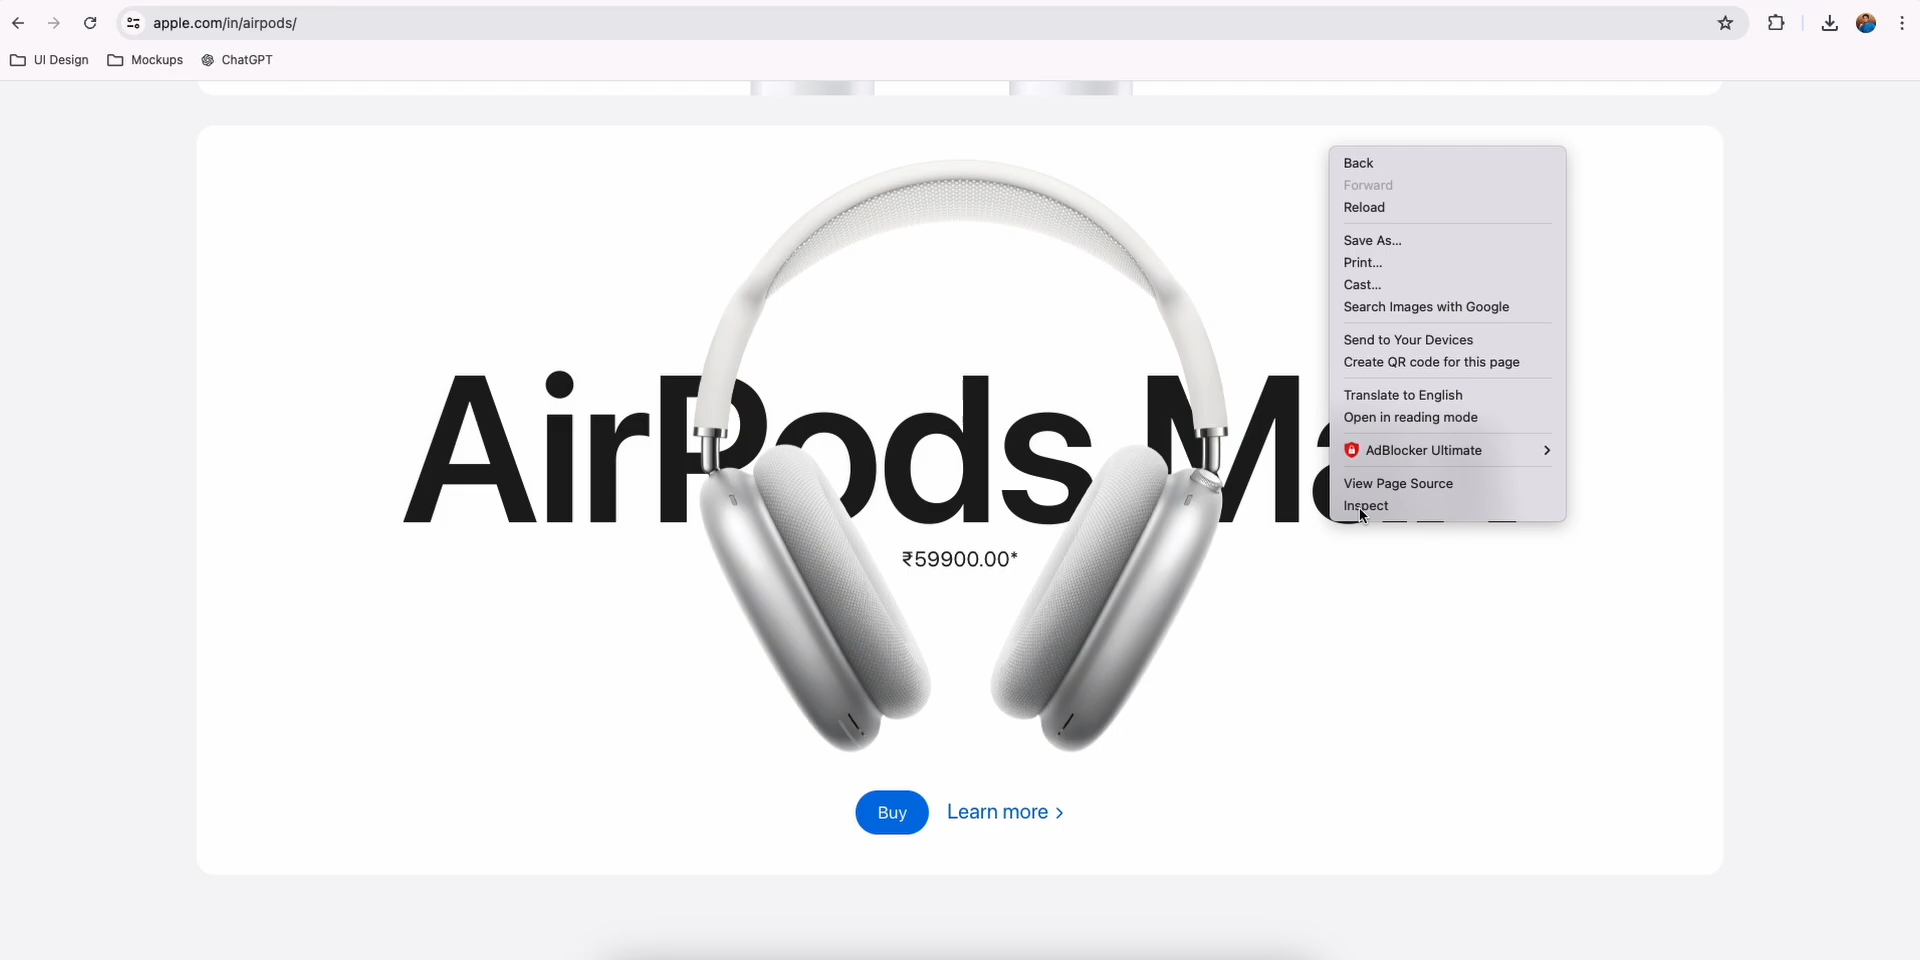 apple.com/in/airpods/
UI Design
Mockups
ChatGPT
AirPods Ma
₹59900.00*
Buy
Learn more >
Back
Forward
Reload
Save As...
Print...
Cast...
Search Images with Google
Send to Your Devices
Create QR code for this page
Translate to English
Open in reading mode
AdBlocker Ultimate
View Page Source
Inspect